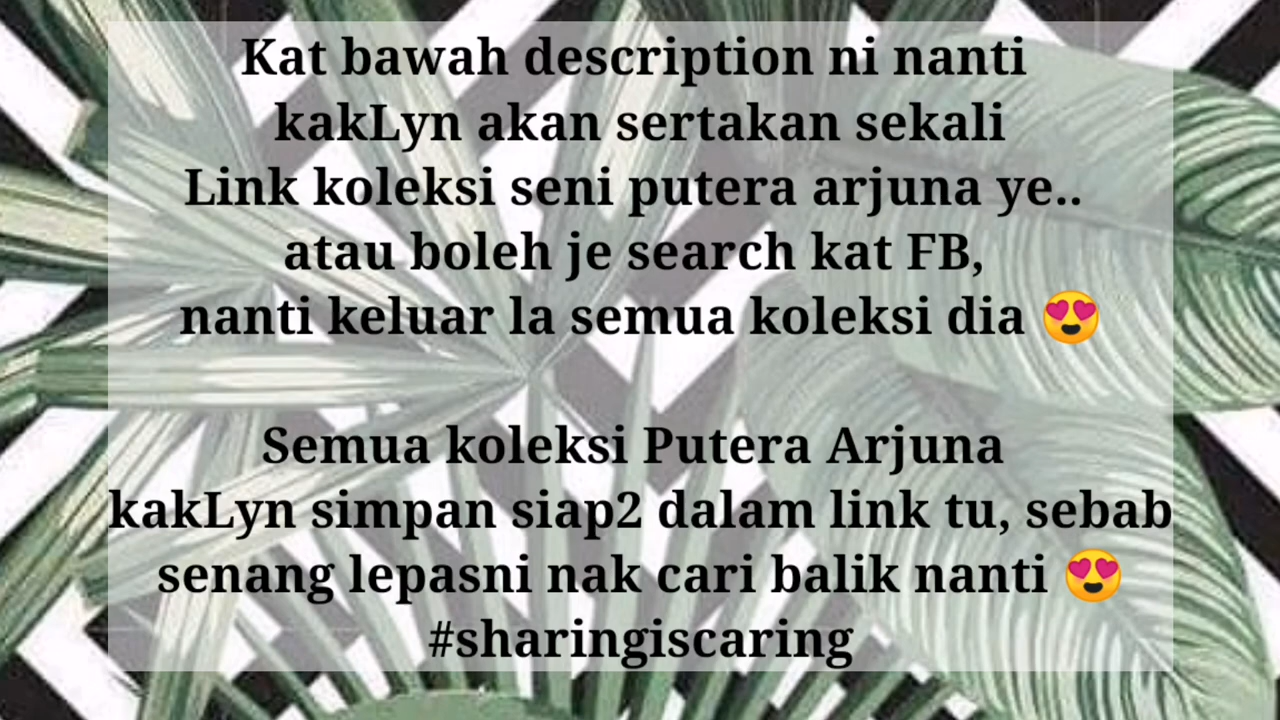 Kat bawah description ni nanti
kakLyn akan sertakan sekali
Link koleksi seni putera arjuna ye..
atau boleh je search kat FB,
nanti keluar la semua koleksi dia 😍
Semua koleksi Putera Arjuna
kakLyn simpan siap2 dalam link tu, sebab
senang lepasni nak cari balik nanti 😍
#sharingiscaring